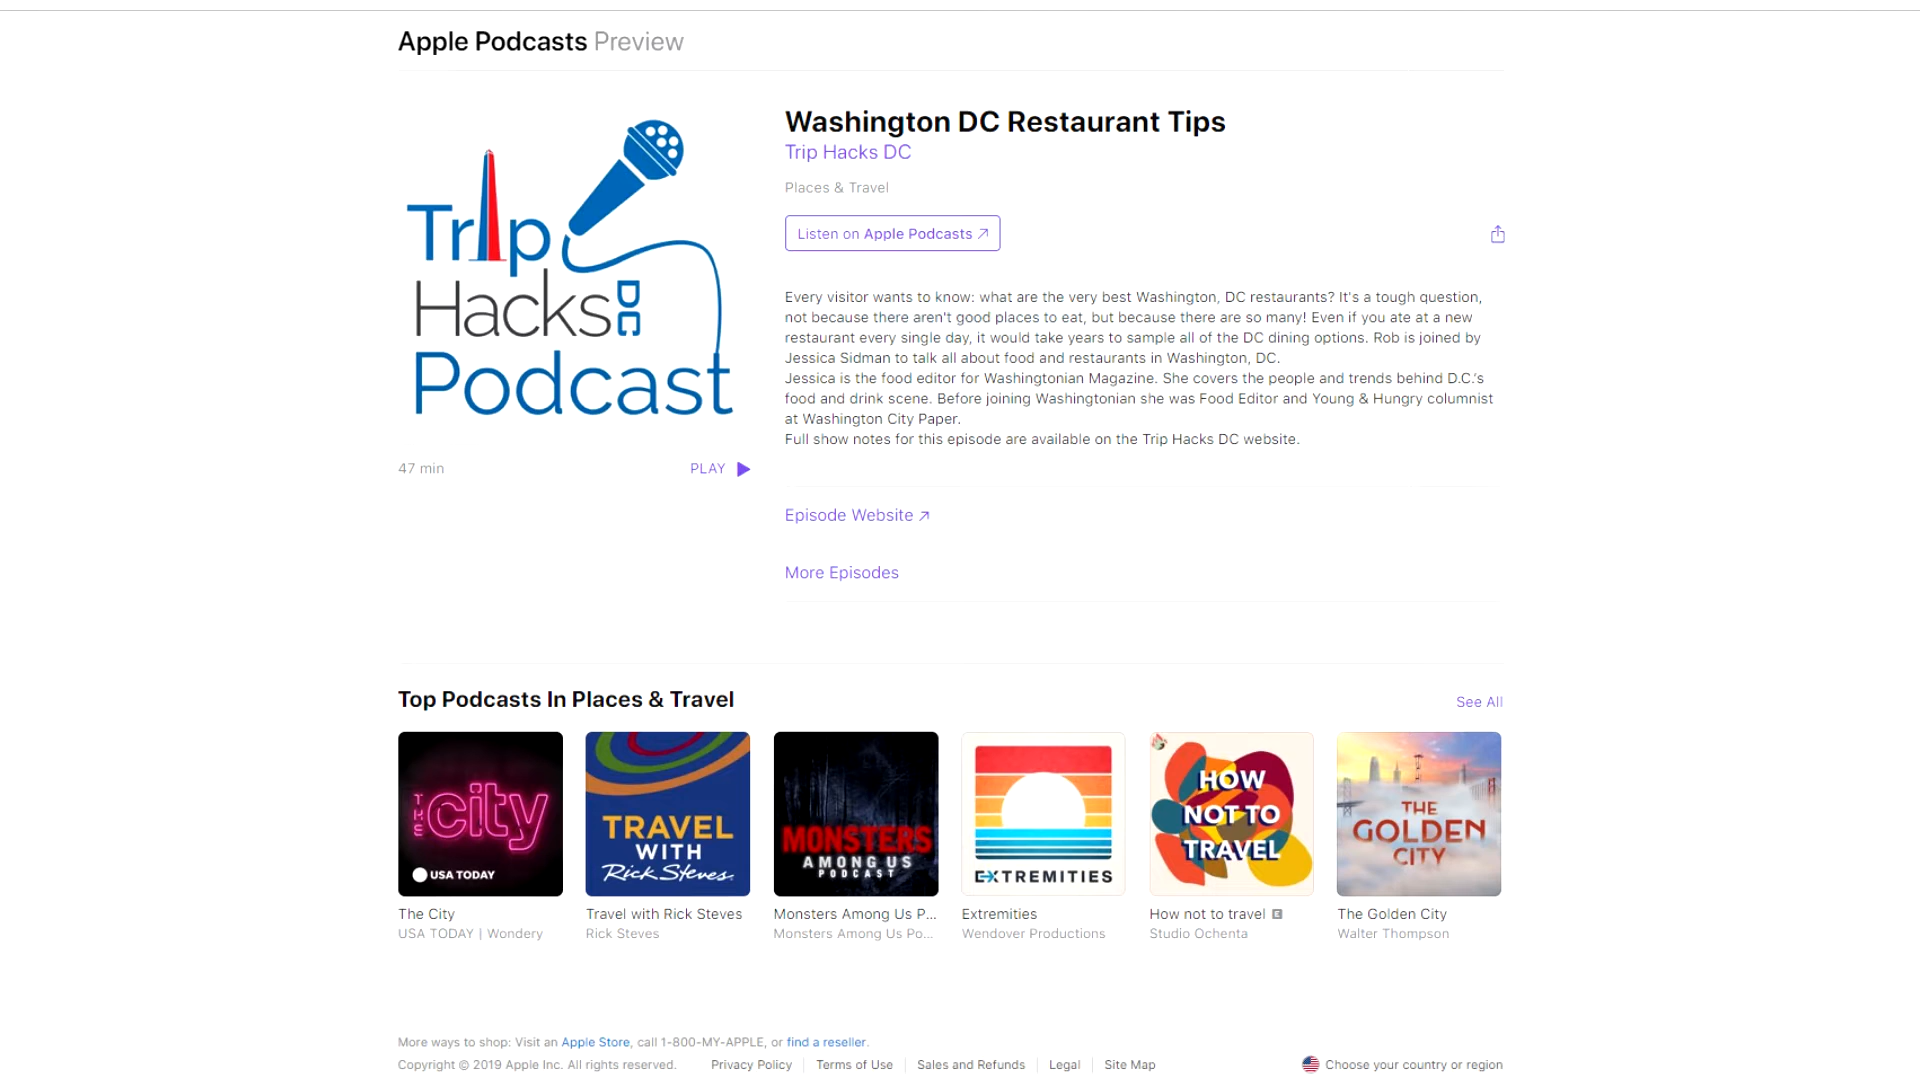 Apple Podcasts Preview
Trip
Hacks DC
Podcast
47 min
PLAY
Washington DC Restaurant Tips
Trip Hacks DC
Places & Travel
Listen on Apple Podcasts ↗
Every visitor wants to know: what are the very best Washington, DC restaurants? It's a tough question,
not because there aren't good places to eat, but because there are so many! Even if you ate at a new
restaurant every single day, it would take years to sample all of the DC dining options. Rob is joined by
Jessica Sidman to talk all about food and restaurants in Washington, DC.
Jessica is the food editor for Washingtonian Magazine. She covers the people and trends behind D.C.'s
food and drink scene. Before joining Washingtonian she was Food Editor and Young & Hungry columnist
at Washington City Paper.
Full show notes for this episode are available on the Trip Hacks DC website.
Episode Website ↗
More Episodes
Top Podcasts In Places & Travel
See All
THE city
USA TODAY
The City
USA TODAY | Wondery
TRAVEL
WITH
Rick Steves.
Travel with Rick Steves
Rick Steves
MONSTERS
AMONG US
PODCAST
Monsters Among Us P...
Monsters Among Us Po...
EXTREMITIES
Extremities
Wendover Productions
HOW
NOT TO
TRAVEL
How not to travel E
Studio Ochenta
THE
GOLDEN
CITY
The Golden City
Walter Thompson
More ways to shop: Visit an Apple Store, call 1-800-MY-APPLE, or find a reseller.
Copyright © 2019 Apple Inc. All rights reserved.
Privacy Policy
Terms of Use
Sales and Refunds
Legal
Site Map
Choose your country or region